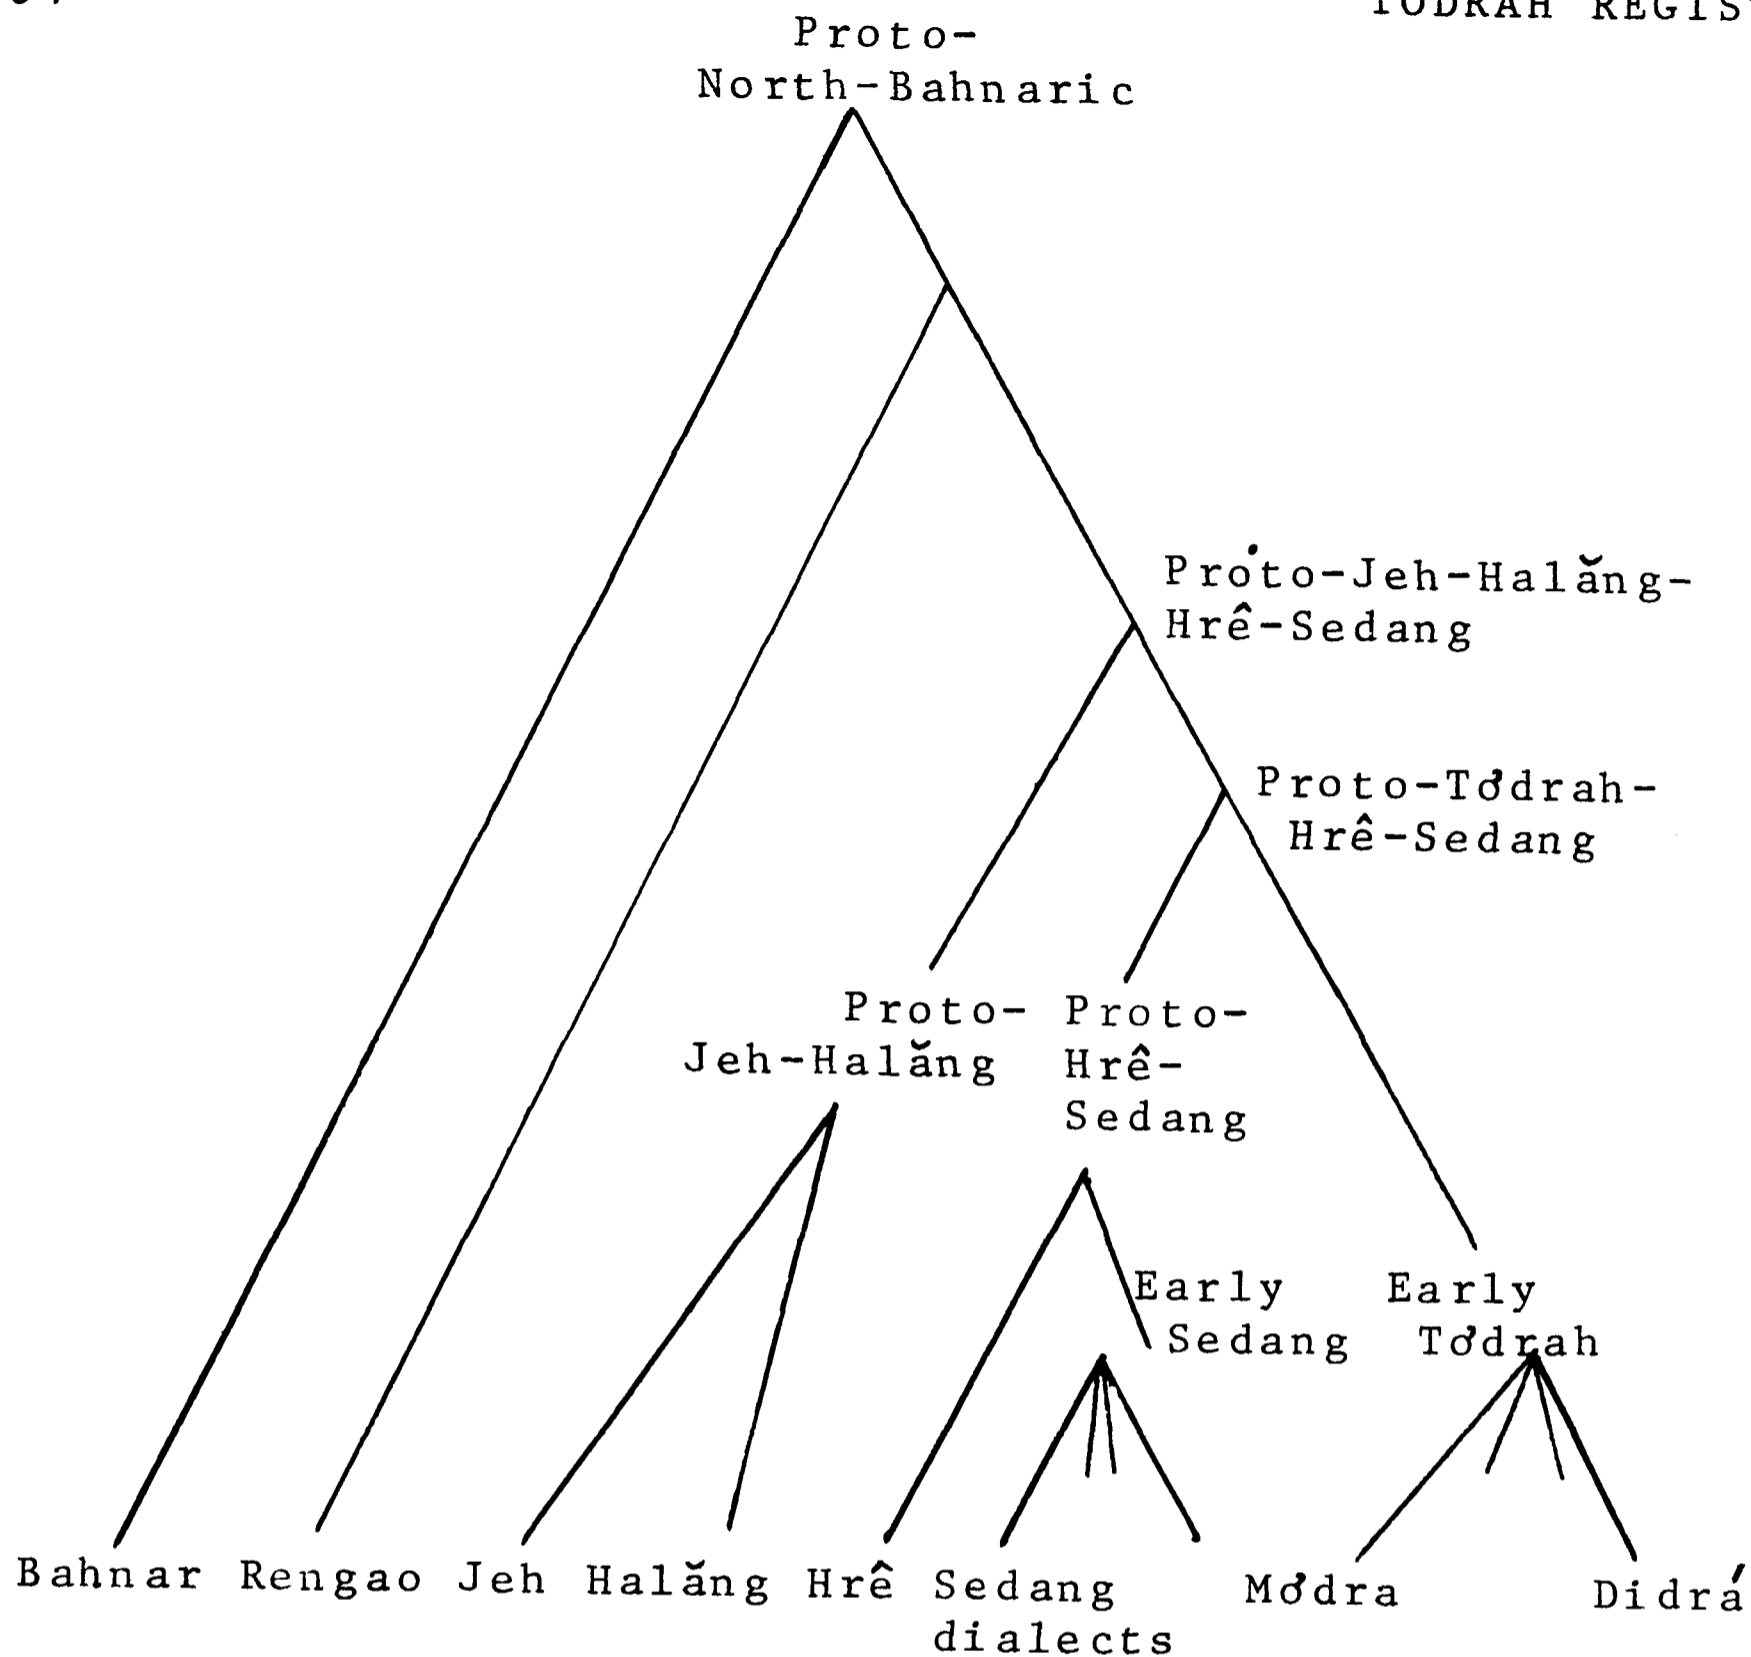 Proto-
North-Bahnaric
Proto-Jeh-Halăng-
Hrê-Sedang
Proto-Tơdrah-
Hrê-Sedang
Proto-
Jeh-Halăng
Proto-
Hrê-
Sedang
Early
Sedang
Early
Tơdrah
Bahnar Rengao Jeh Halăng Hrê Sedang Mơdra Didrá
dialects